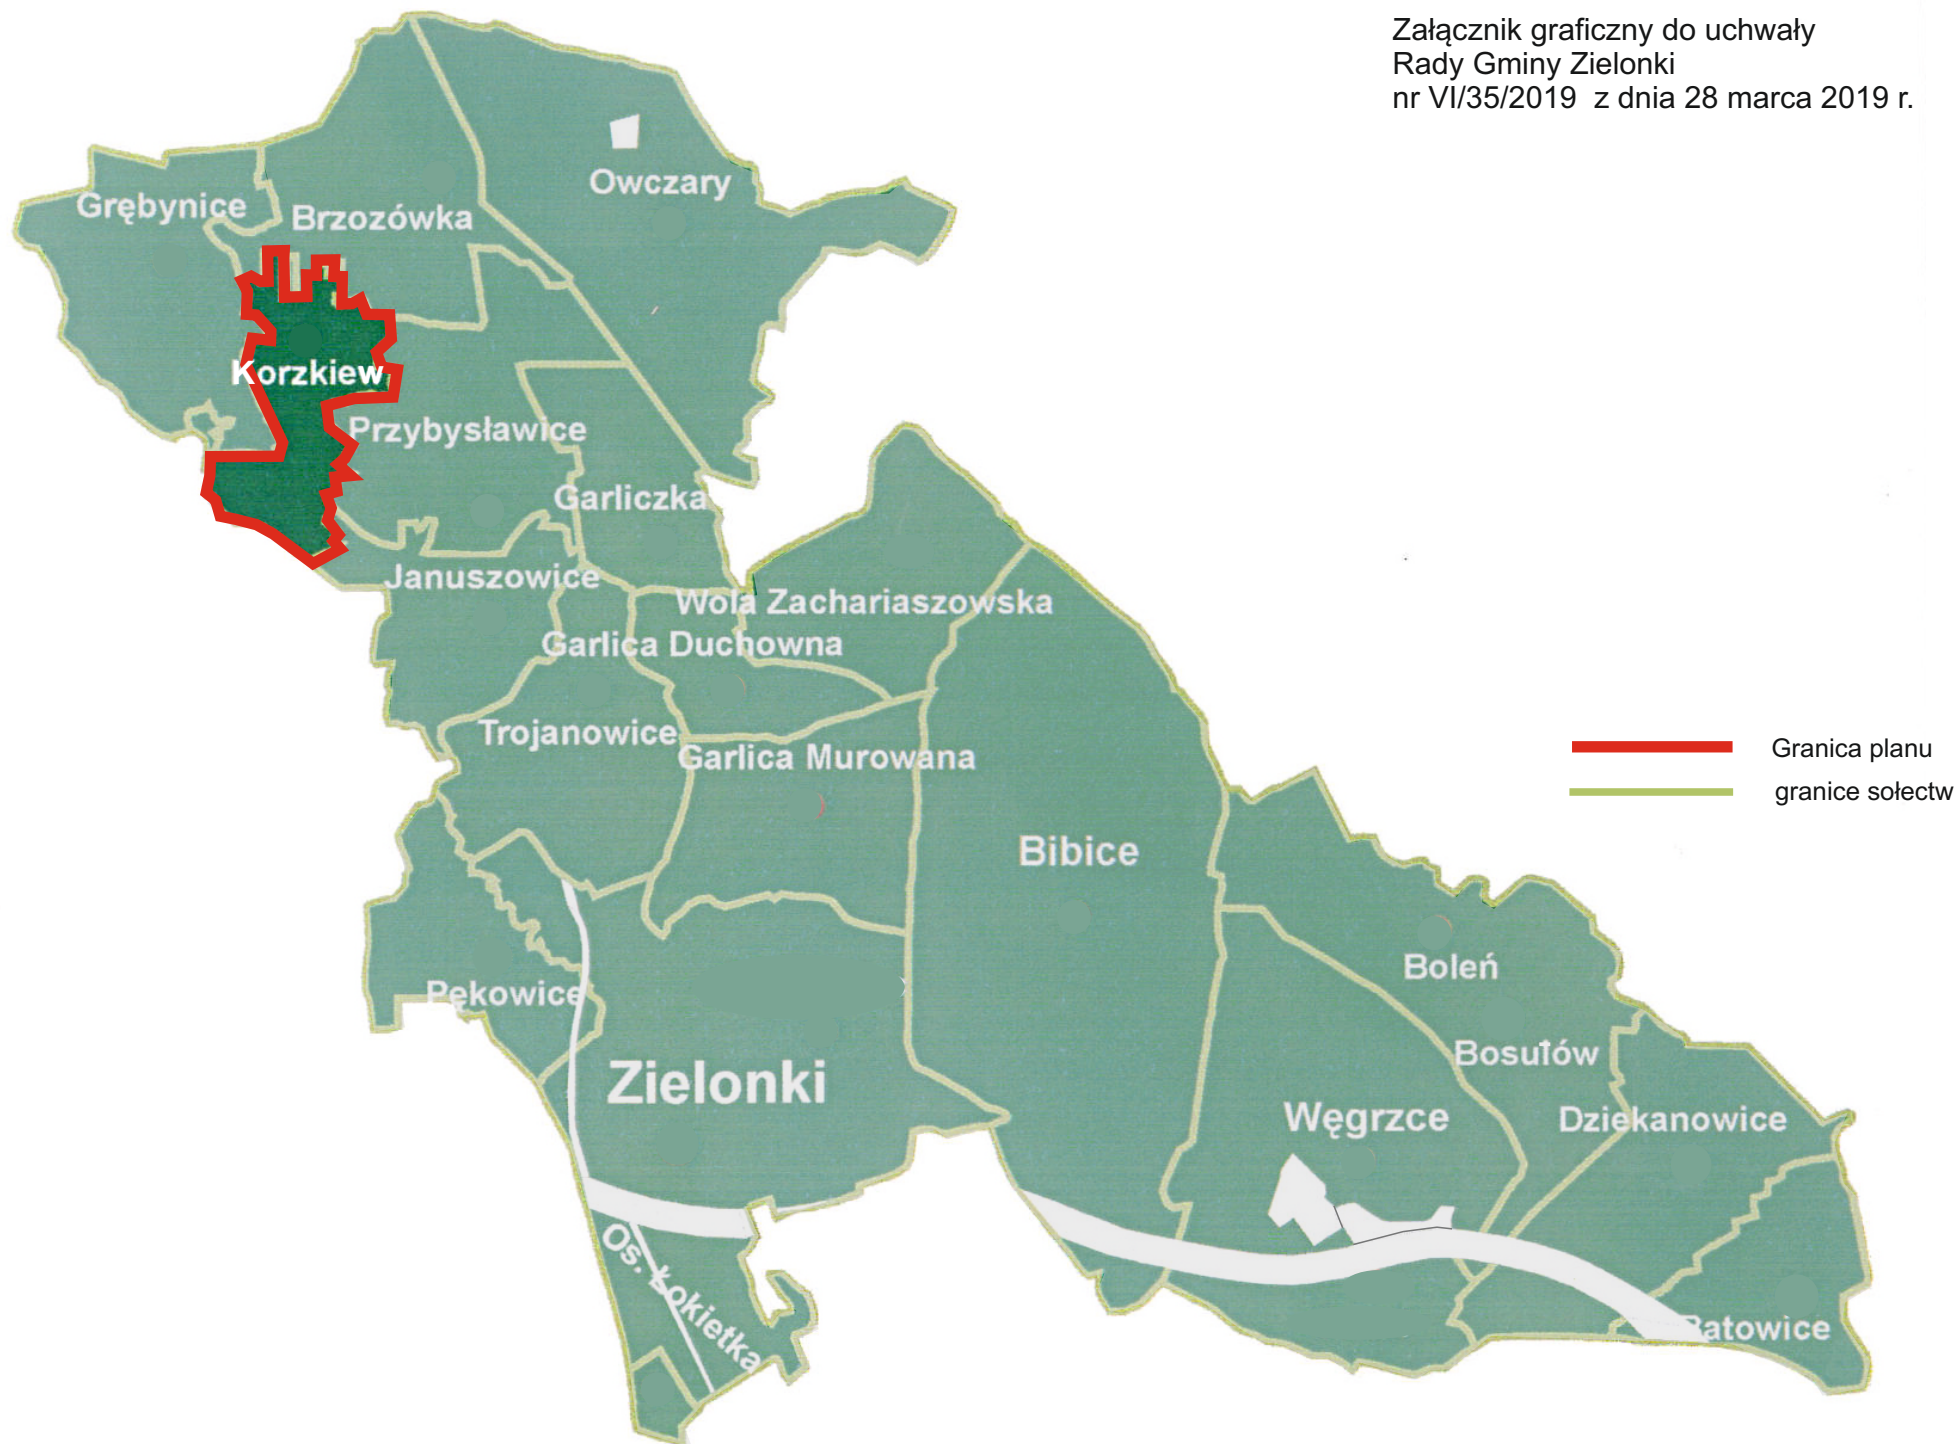 Załącznik graficzny do uchwały
Rady Gminy Zielonki
nr VI/35/2019 z dnia 28 marca 2019 r.
Owczary
Grębynice
Brzozówka
Korzkiew
Przybysławice
Garliczka
Januszowice
Wola Zachariaszowska
Garlica Duchowna
Trojanowice
Garlica Murowana
Granica planu
granice sołectw
Bibice
Boleń
Pękowice
Bosutów
Zielonki
Węgrzce
Dziekanowice
Os. Łokietka
Batowice